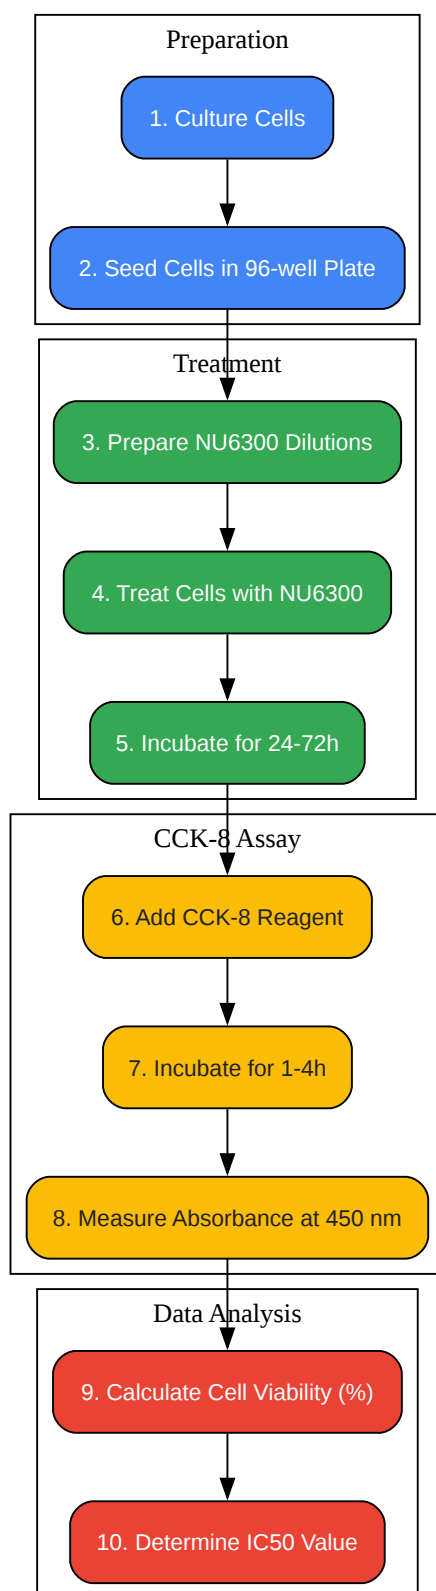 Preparation
1. Culture Cells
2. Seed Cells in 96-well Plate
Treatment
3. Prepare NU6300 Dilutions
4. Treat Cells with NU6300
5. Incubate for 24-72h
CCK-8 Assay
6. Add CCK-8 Reagent
7. Incubate for 1-4h
8. Measure Absorbance at 450 nm
Data Analysis
9. Calculate Cell Viability (%)
10. Determine IC50 Value